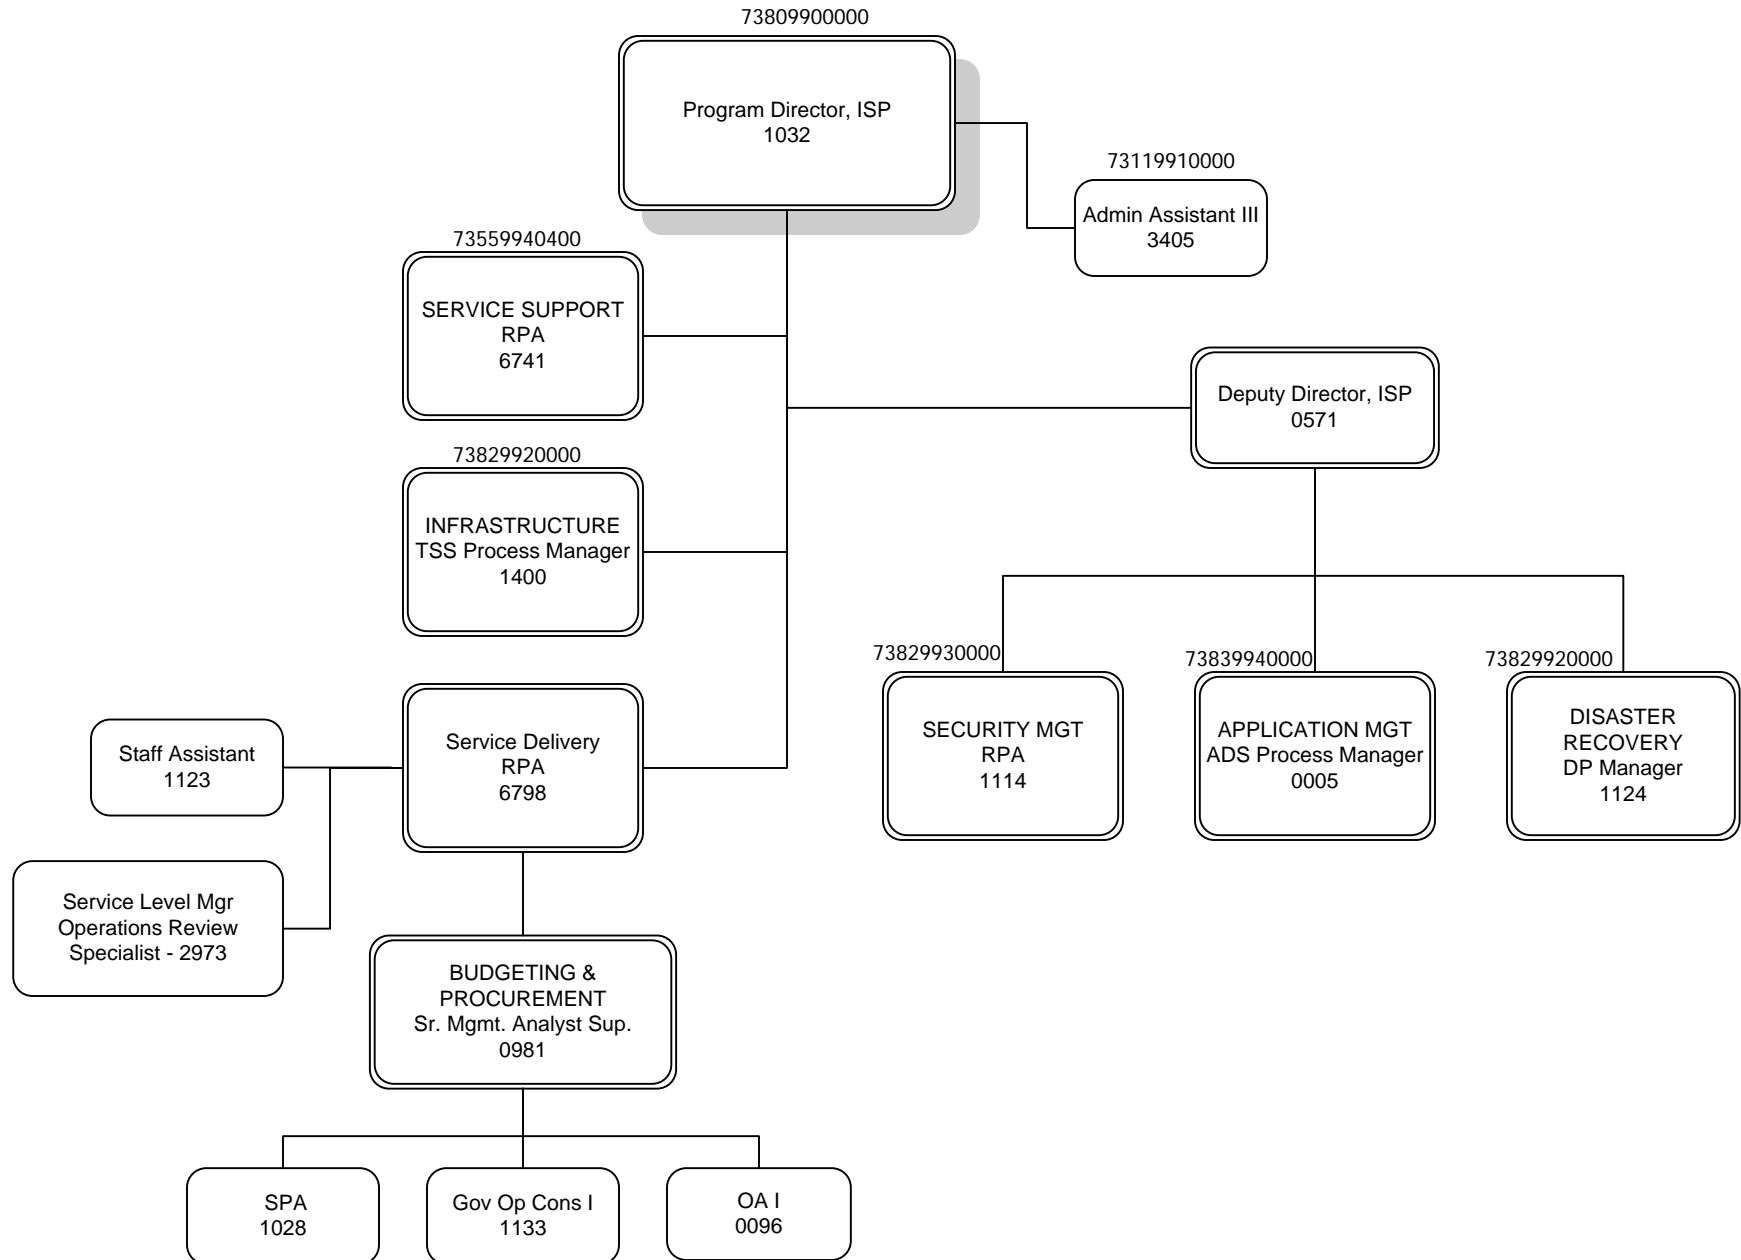 73809900000
Program Director, ISP
1032
73119910000
Admin Assistant III
3405
73559940400
SERVICE SUPPORT
RPA
6741
Deputy Director, ISP
0571
73829920000
INFRASTRUCTURE
TSS Process Manager
1400
73829930000
SECURITY MGT
RPA
1114
73839940000
APPLICATION MGT
ADS Process Manager
0005
73829920000
DISASTER
RECOVERY
DP Manager
1124
Service Delivery
RPA
6798
Staff Assistant
1123
Service Level Mgr
Operations Review
Specialist - 2973
BUDGETING &
PROCUREMENT
Sr. Mgmt. Analyst Sup.
0981
SPA
1028
Gov Op Cons I
1133
OA I
0096